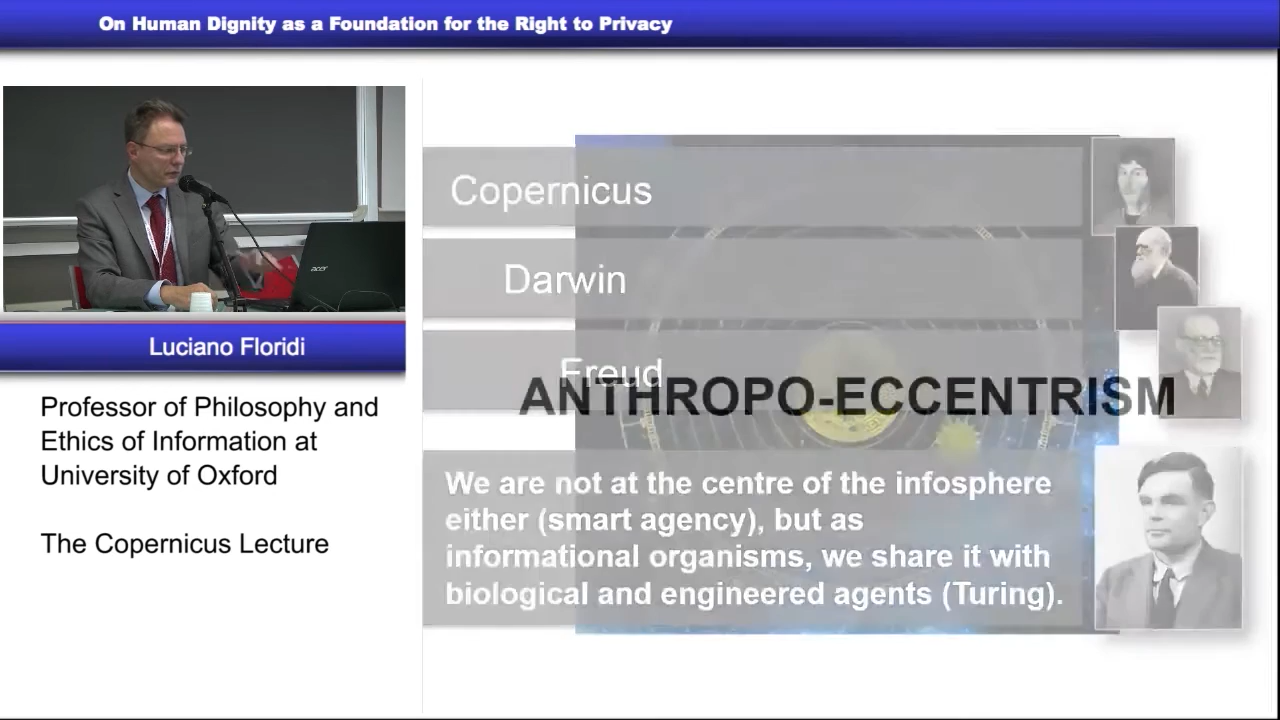 On Human Dignity as a Foundation for the Right to Privacy
acer
Luciano Floridi
Professor of Philosophy and
Ethics of Information at
University of Oxford
The Copernicus Lecture
Copernicus
Darwin
Freud
ANTHROPO-ECCENTRISM
We are not at the centre of the infosphere
either (smart agency), but as
informational organisms, we share it with
biological and engineered agents (Turing).